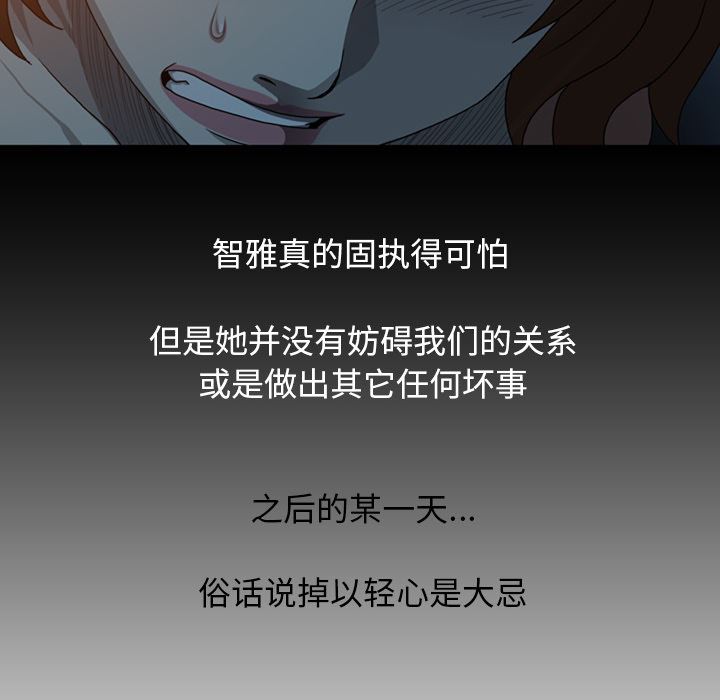 智雅真的固执得可怕
但是她并没有妨碍我们的关系
或是做出其它任何坏事
之后的某一天...
俗话说掉以轻心是大忌